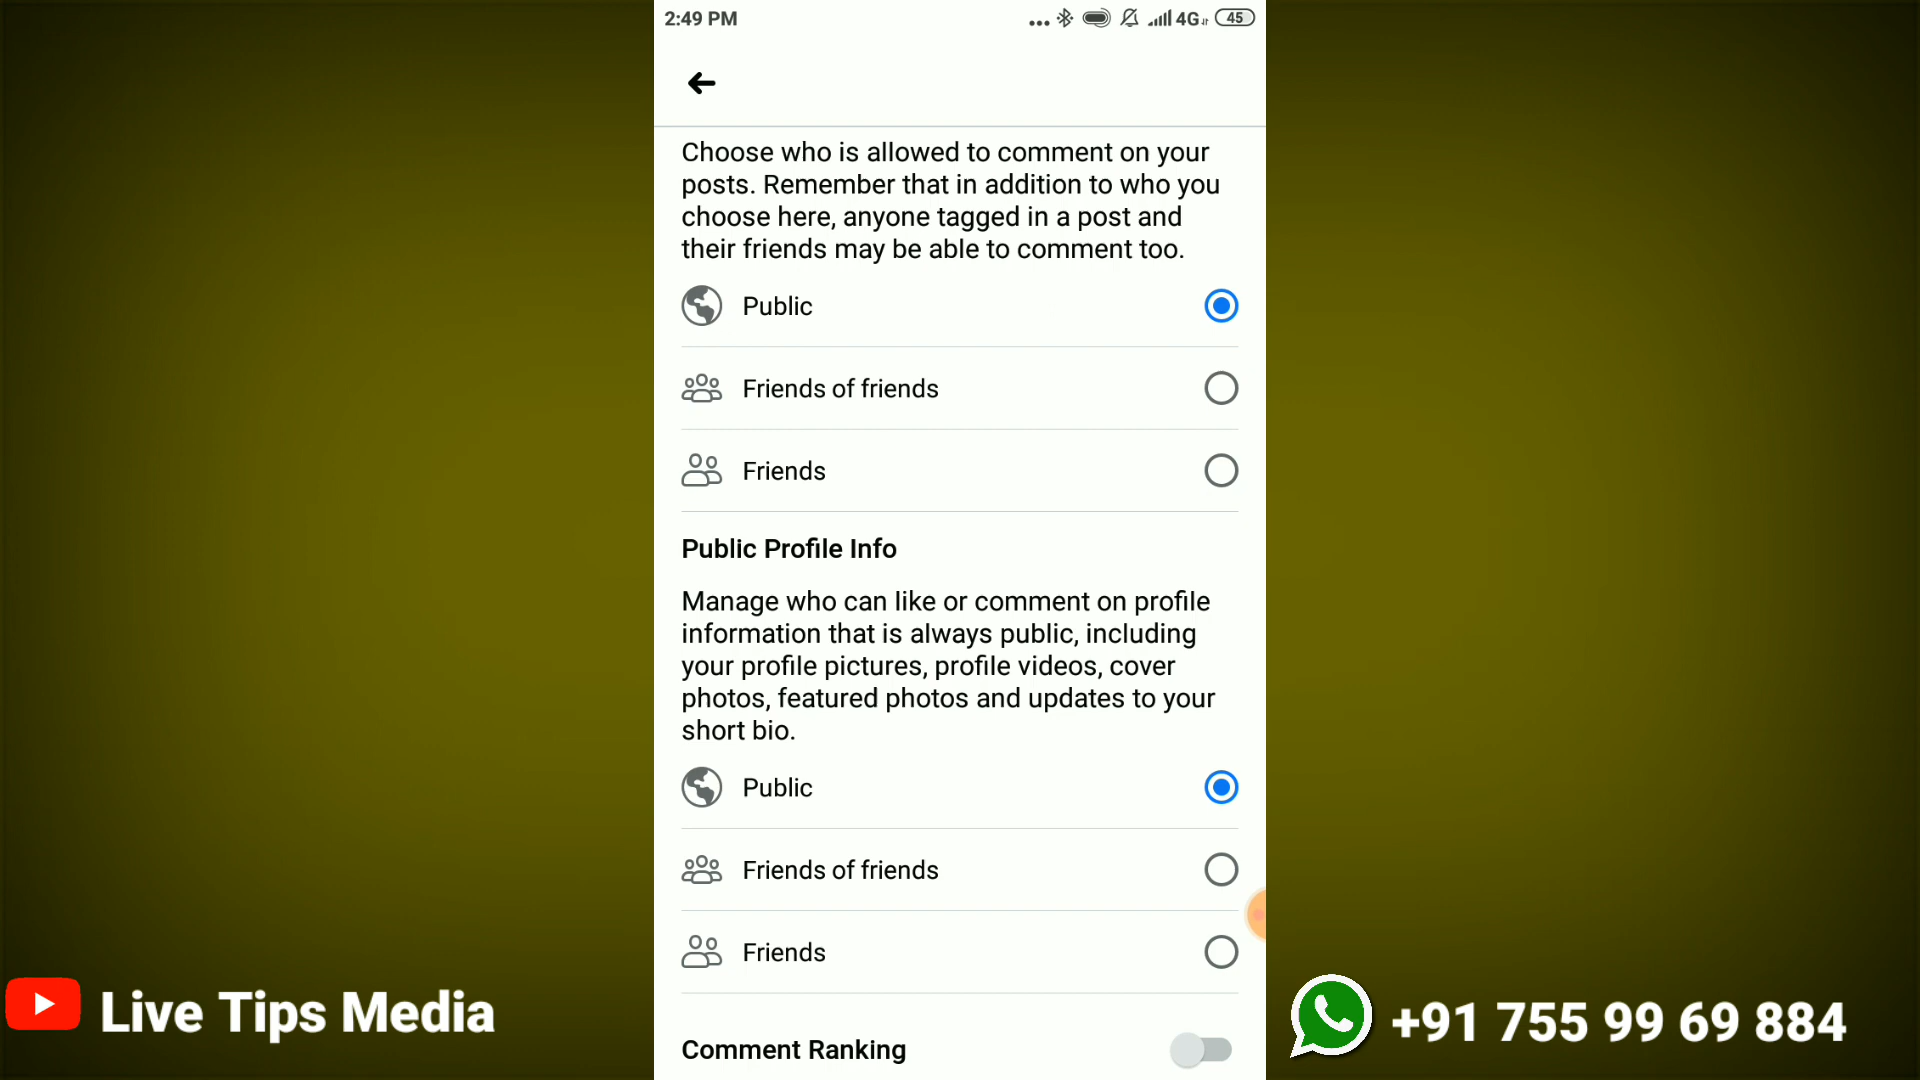 2:49 PM
4G
45
Choose who is allowed to comment on your
posts. Remember that in addition to who you
choose here, anyone tagged in a post and
their friends may be able to comment too.
Public
Friends of friends
Friends
Public Profile Info
Manage who can like or comment on profile
information that is always public, including
your profile pictures, profile videos, cover
photos, featured photos and updates to your
short bio.
Public
Friends of friends
Friends
Comment Ranking
Live Tips Media
+91 755 99 69 884